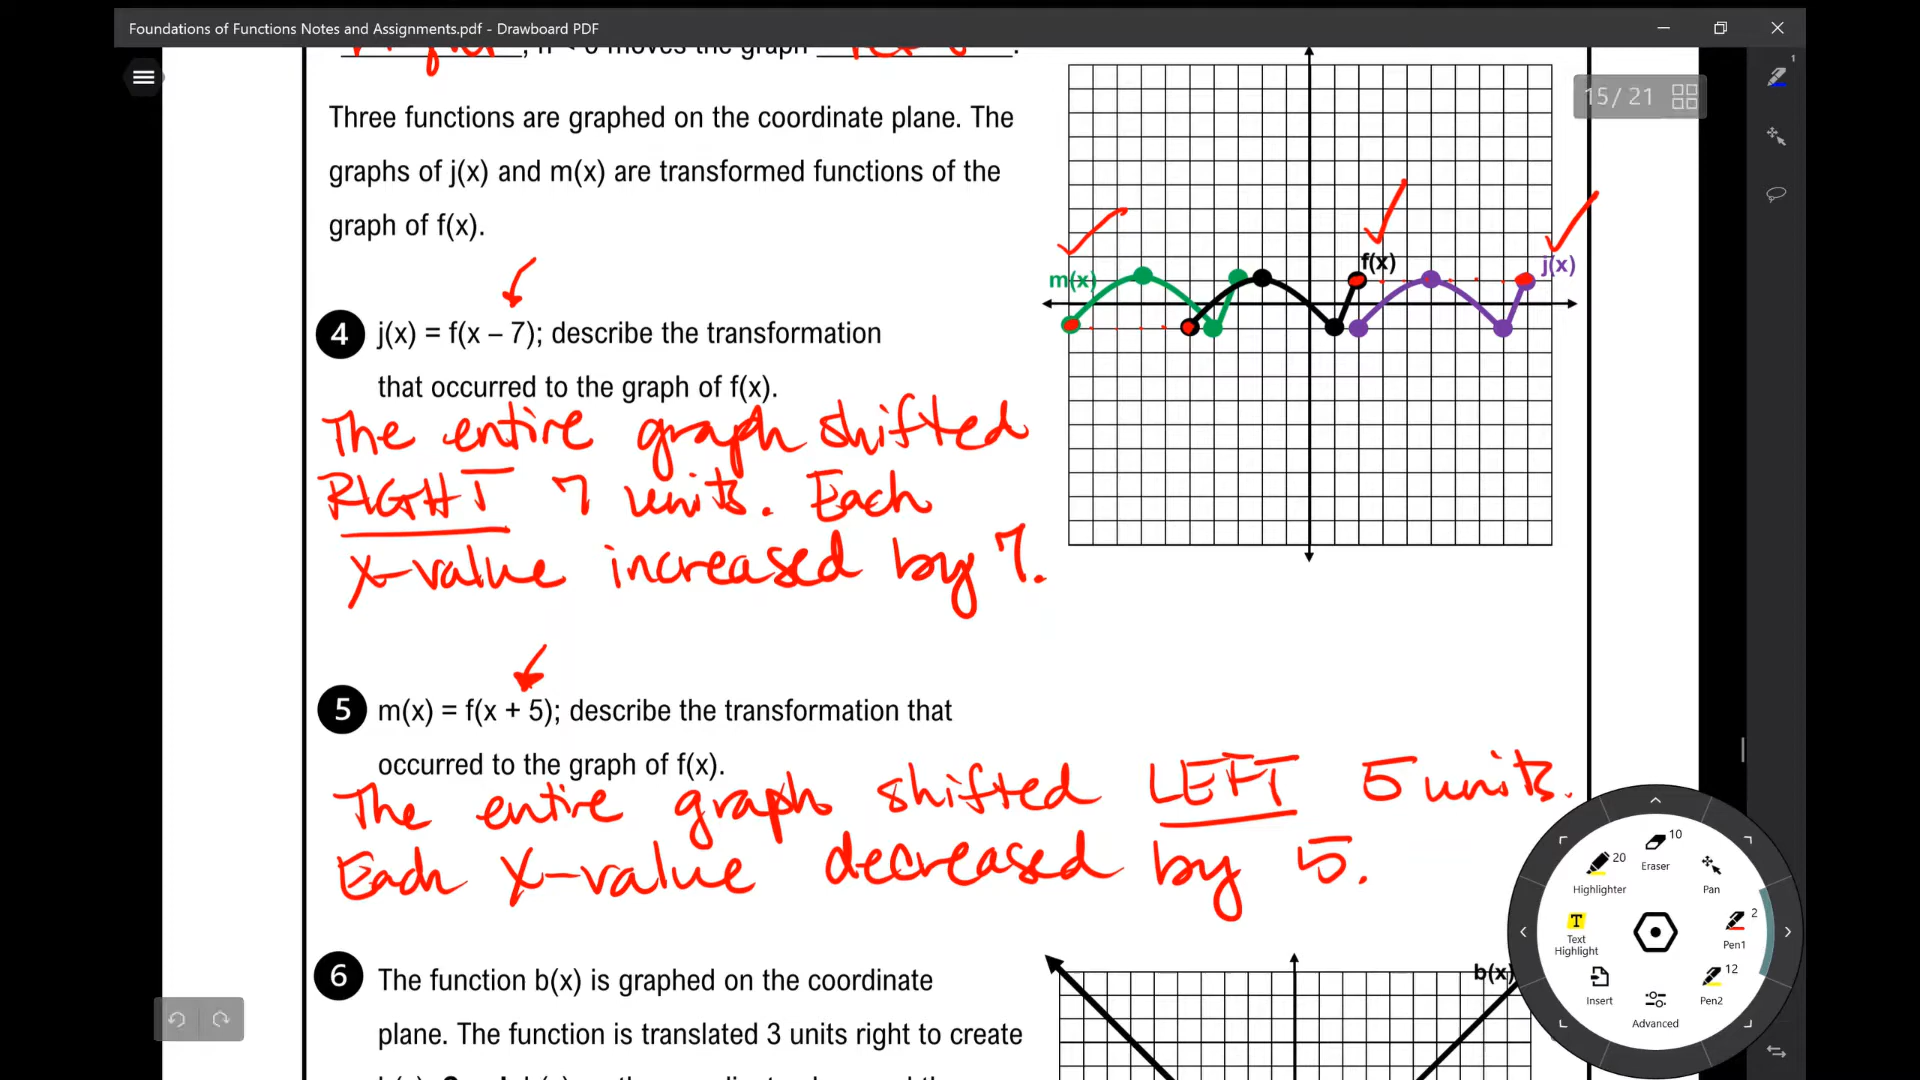 Foundations of Functions Notes and Assignments.pdf - Drawboard PDF
moves the graph
15/ 21
1
Three functions are graphed on the coordinate plane. The
graphs of j(x) and m(x) are transformed functions of the
graph of f(x).
m(x)
f(x)
j(x)
4 j(x) = f(x – 7); describe the transformation
that occurred to the graph of f(x).
The entire graph shifted
RIGHT 7 units. Each
x-value increased by 7.
5 m(x) = f(x + 5); describe the transformation that
occurred to the graph of f(x).
The entire graph shifted LEFT 5 units.
Each x-value decreased by 5.
6 The function b(x) is graphed on the coordinate
plane. The function is translated 3 units right to create
b(x)
Eraser 10
Highlighter 20
Pan
Text Highlight
Pen1 2
Insert
Pen2 12
Advanced